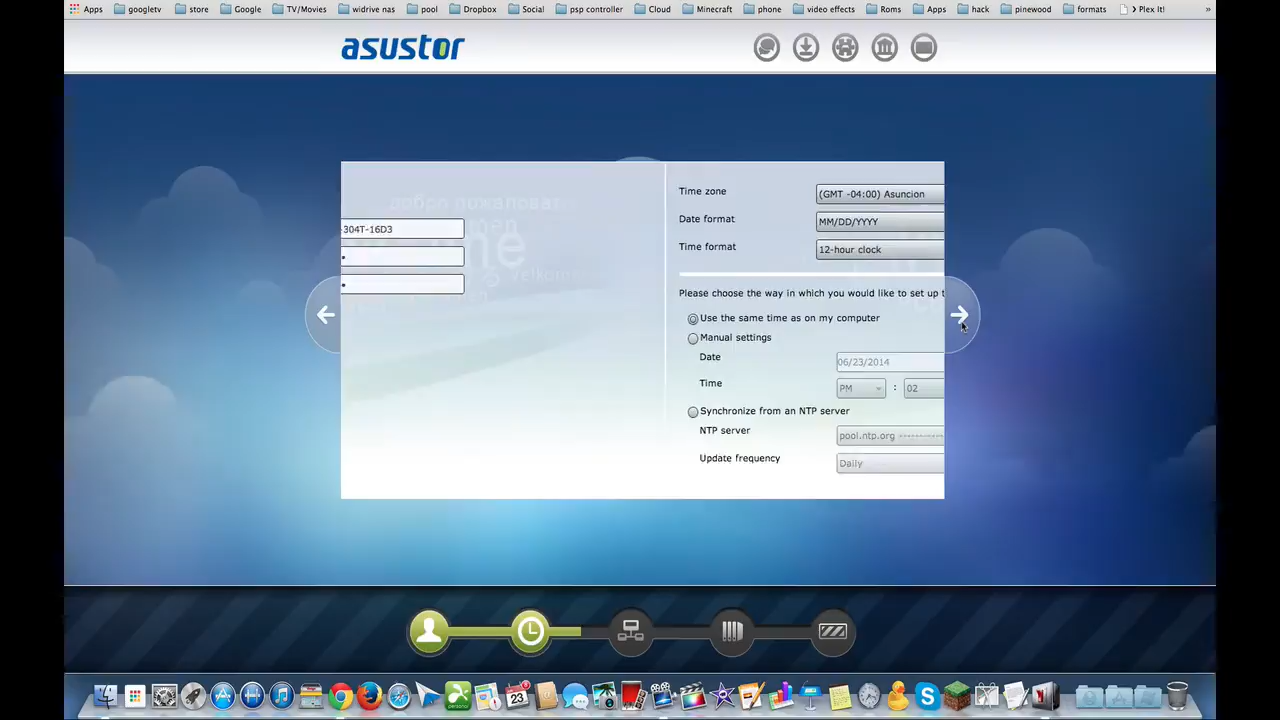 Apps googletv store Google TV/Movies widrive nas pool Dropbox Social psp controller Cloud Minecraft phone video effects Roms Apps hack pinewood formats Plex It! »
asustor
добро пожаловат
Time zone (GMT -04:00) Asuncion
304T-16D3
Date format MM/DD/YYYY
Time format 12-hour clock
Please choose the way in which you would like to set up t
Use the same time as on my computer
Manual settings
Date 06/23/2014
Time PM : 02
Synchronize from an NTP server
NTP server pool.ntp.org ----------
Update frequency Daily
23